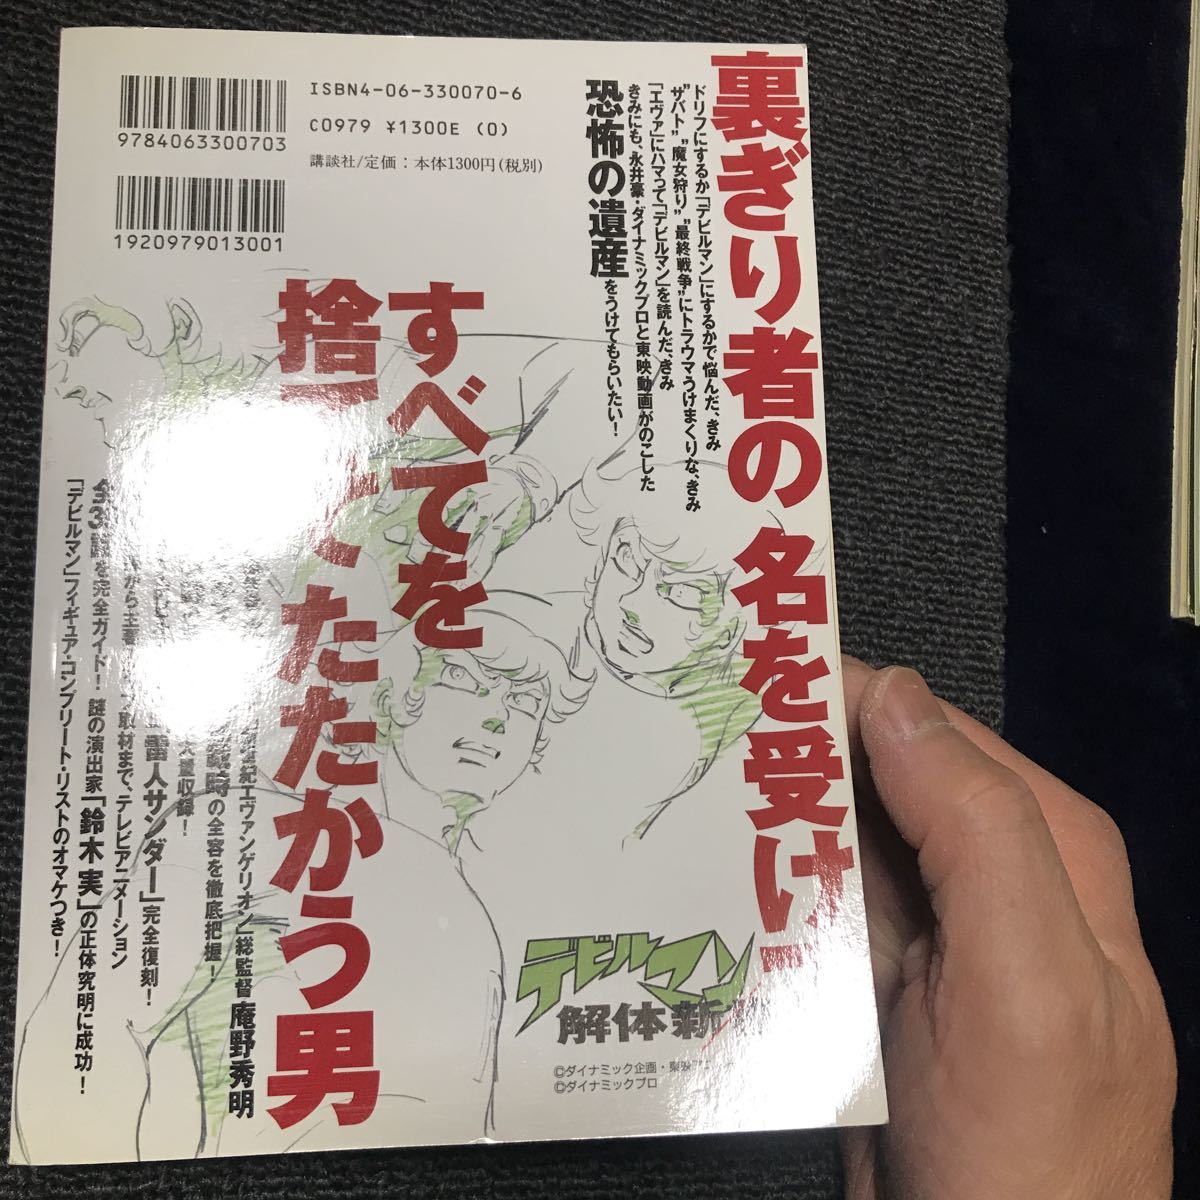 ISBN4-06-330070-6
C0979 ¥1300E (0)
講談社/定価：本体1300円(税別)
9784063300703
1920979013001
裏ぎり者の名を受け
すべてを
捨 たたかう男
ドリフにするか「デビルマン」にするかで悩んだ、きみ
"サバト"、"魔女狩り"、"最終戦争"にトラウマうけまくりな、きみ
「エヴァ」にハマって「デビルマン」を読んだ、きみ
きみにも、永井豪・ダイナミックプロと東映動画がのこした
恐怖の遺産をうけてもらいたい！
紀エヴァンゲリオン」総監督 庵野秀明
の全容を徹底把握！
大量収録！
雷人サンダー」完全復刻！
取材まで、テレビアニメーション
を完全ガイド！ 謎の演出家「鈴木実」の正体究明に成功！
「デビルマン」フィギュア・コンプリート・リストのオマケつき！
デビルマン
解体新
©ダイナミック企画・東映
©ダイナミックプロ